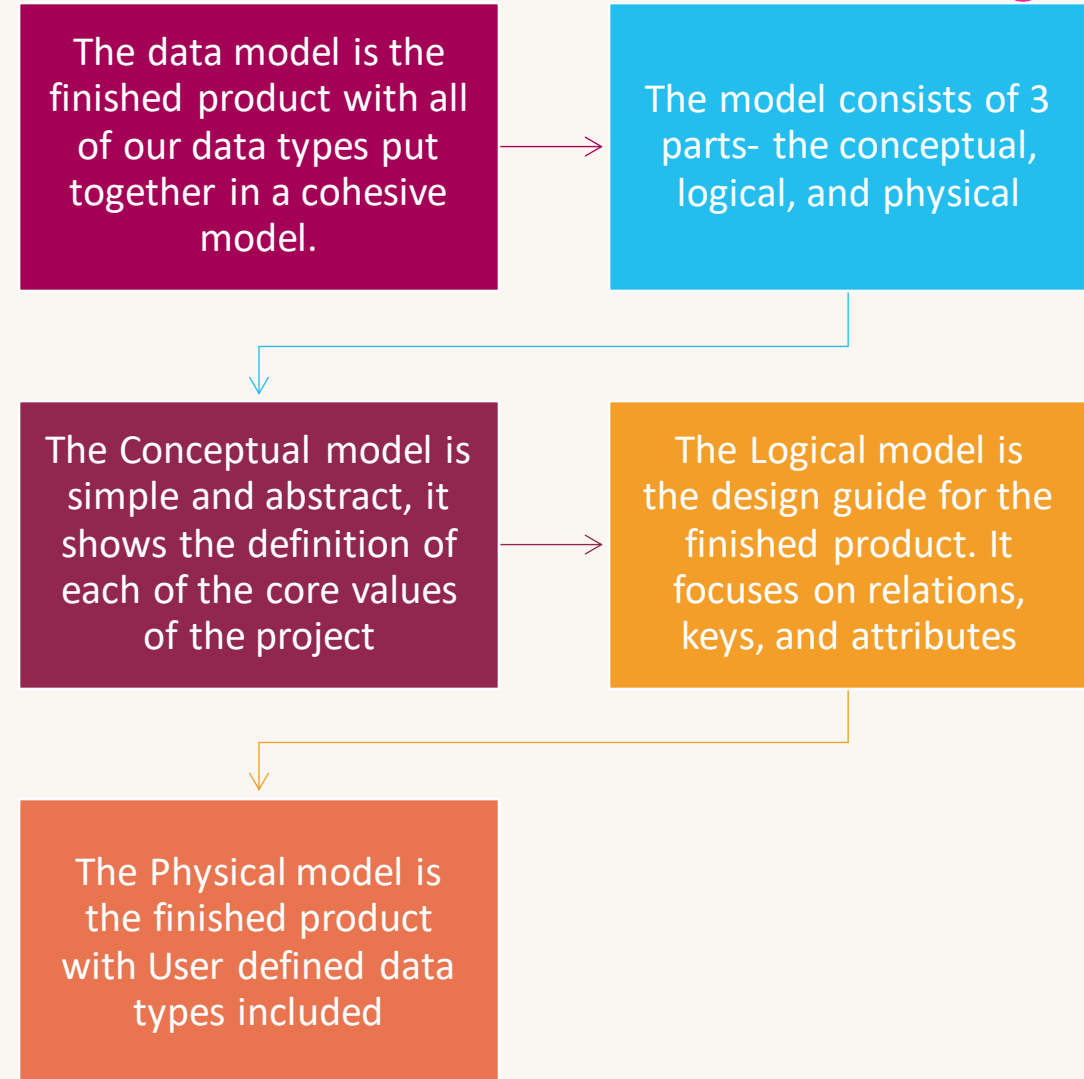 The data model is the
finished product with all
of our data types put
together in a cohesive
model.
The model consists of 3
parts- the conceptual,
logical, and physical
The Conceptual model is
simple and abstract, it
shows the definition of
each of the core values
of the project
The Logical model is
the design guide for the
finished product. It
focuses on relations,
keys, and attributes
The Physical model is
the finished product
with User defined data
types included